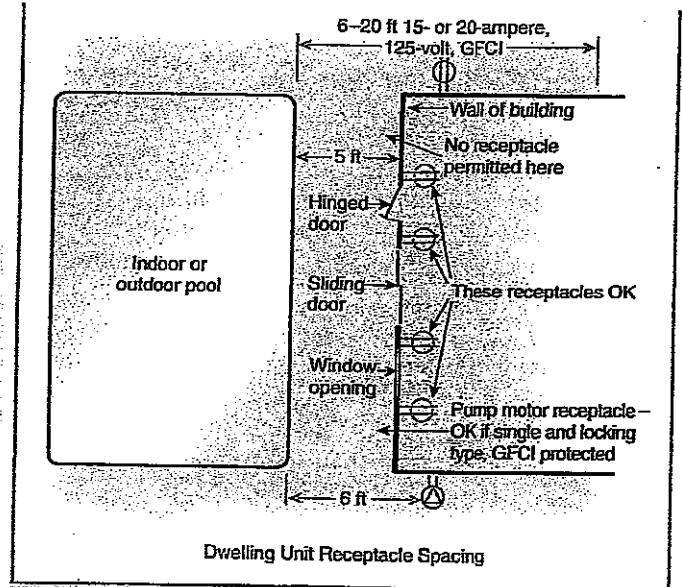 6–20 ft 15- or 20-ampere,
125-volt, GFCI
Wall of building
No receptacle
permitted here
5 ft
Hinged
door
Indoor or
outdoor pool
Sliding
door
These receptacles OK
Window
opening
Pump motor receptacle–
OK if single and locking
type, GFCI protected
6 ft
Dwelling Unit Receptacle Spacing